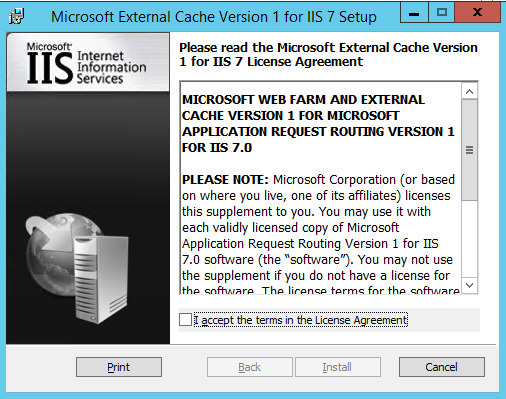 Microsoft External Cache Version 1 for IIS 7 Setup
Microsoft®
IIS Internet
Information
Services
Please read the Microsoft External Cache Version
1 for IIS 7 License Agreement
MICROSOFT WEB FARM AND EXTERNAL
CACHE VERSION 1 FOR MICROSOFT
APPLICATION REQUEST ROUTING VERSION 1
FOR IIS 7.0
PLEASE NOTE: Microsoft Corporation (or based
on where you live, one of its affiliates) licenses
this supplement to you. You may use it with
each validly licensed copy of Microsoft
Application Request Routing Version 1 for IIS
7.0 software (the “software”). You may not use
the supplement if you do not have a license for
the software. The license terms for the software
I accept the terms in the License Agreement
Print
Back
Install
Cancel